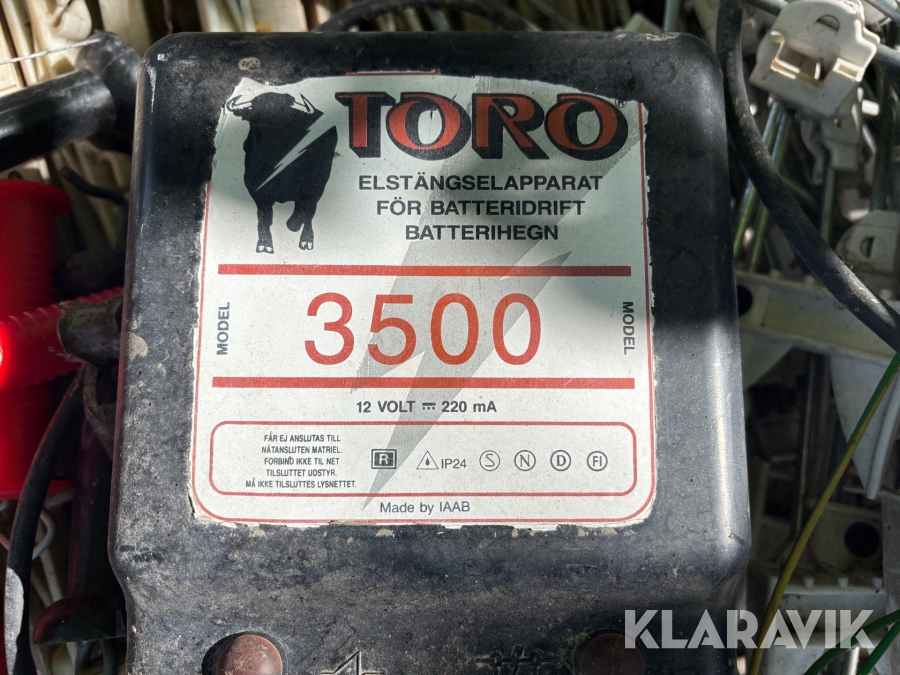 TORO®
ELSTÄNGSELAPPARAT
FÖR BATTERIDRIFT
BATTERIHEGN
MODEL
3500
MODEL
12 VOLT ⎓ 220 mA
FÅR EJ ANSLUTAS TILL
NÄTANSLUTEN MATRIEL.
FORBIND IKKE TIL NET
TILSLUTTET UDSTYR.
MÅ IKKE TILSLUTTES LYSNETTET.
R IP24 S N D FI
Made by IAAB
KLARAVIK